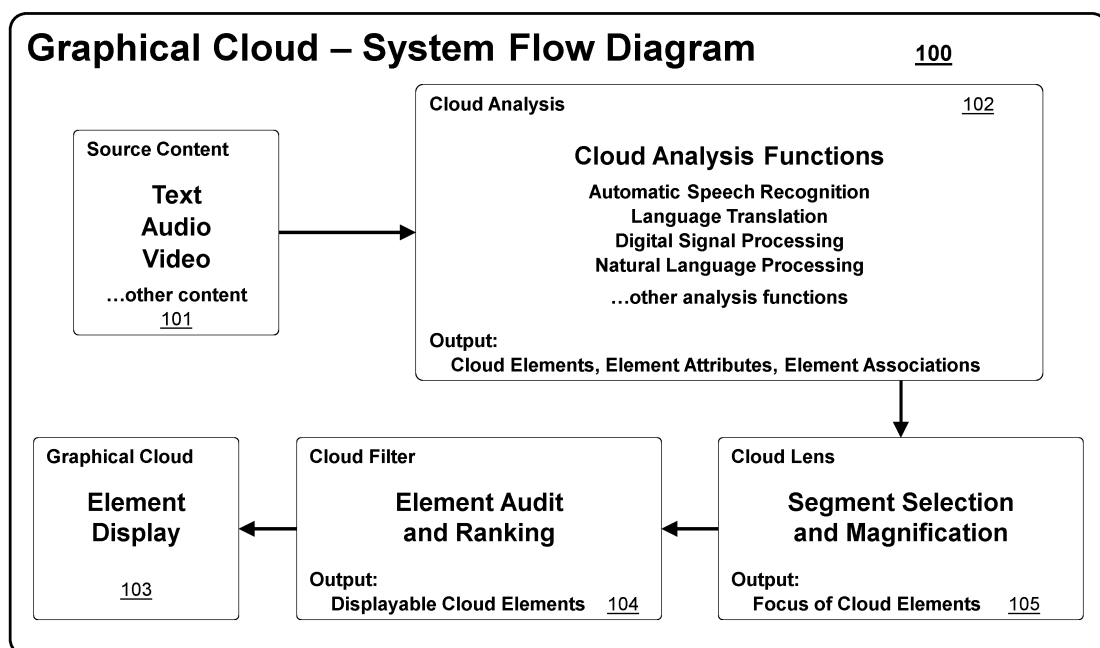 Graphical Cloud – System Flow Diagram 100
Source Content
Text
Audio
Video
…other content
101
Cloud Analysis 102
Cloud Analysis Functions
Automatic Speech Recognition
Language Translation
Digital Signal Processing
Natural Language Processing
…other analysis functions
Output:
Cloud Elements, Element Attributes, Element Associations
Cloud Lens
Segment Selection
and Magnification
Output:
Focus of Cloud Elements 105
Cloud Filter
Element Audit
and Ranking
Output:
Displayable Cloud Elements 104
Graphical Cloud
Element
Display
103